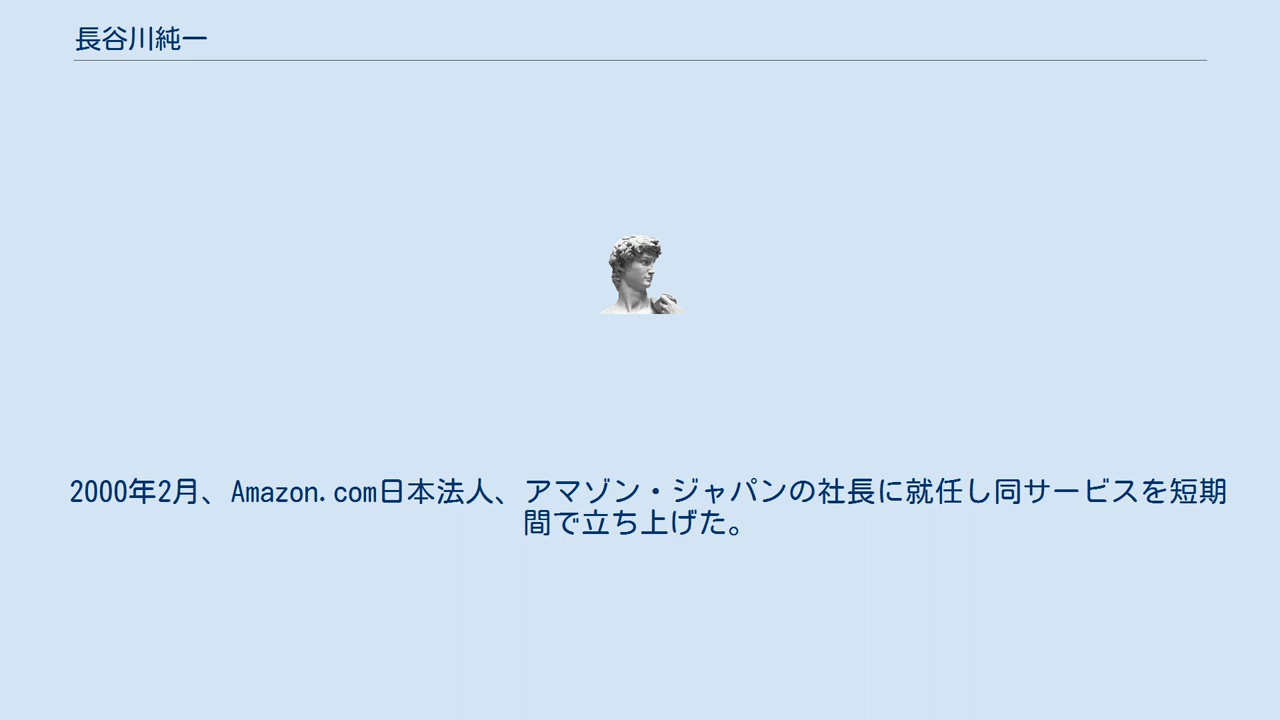 長谷川純一
2000年2月、Amazon.com日本法人、アマゾン・ジャパンの社長に就任し同サービスを短期
間で立ち上げた。